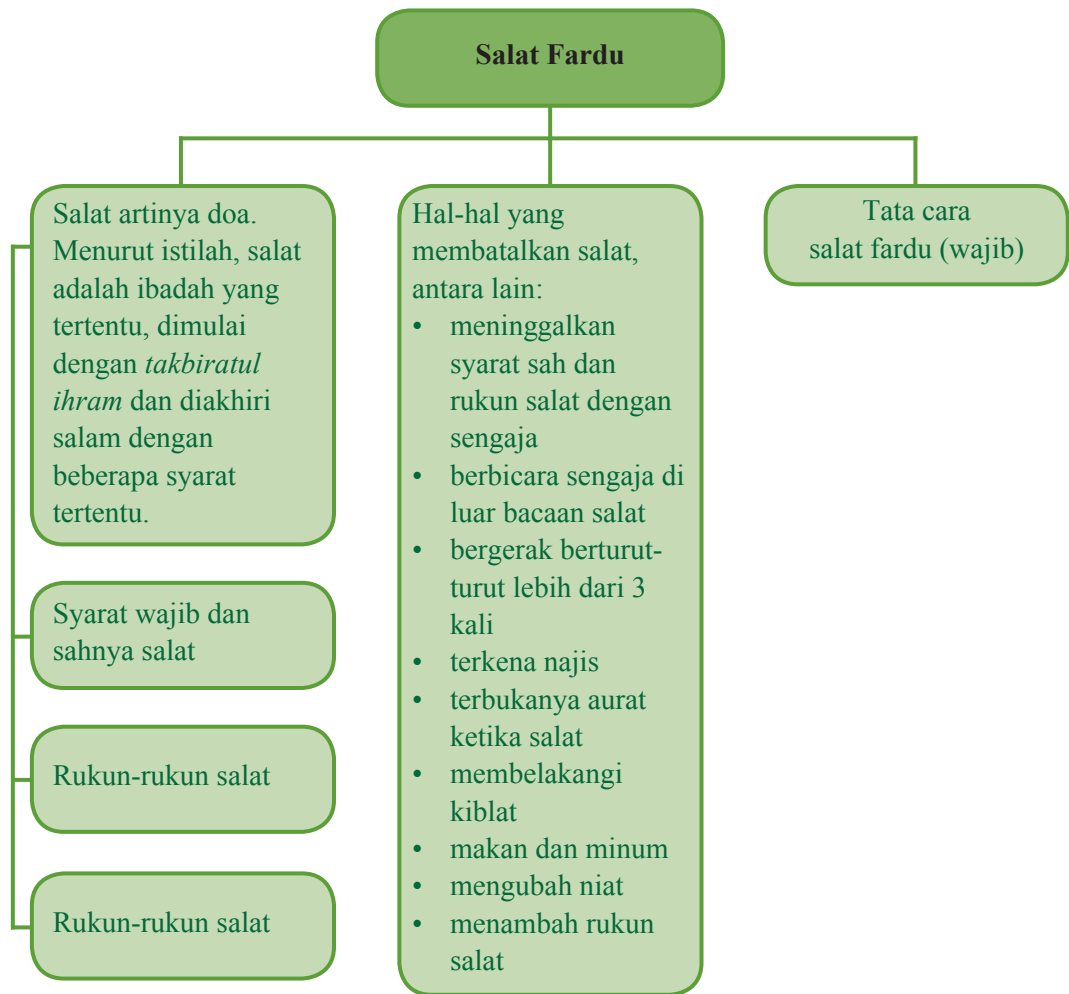 Salat Fardu
Salat artinya doa.
Menurut istilah, salat
adalah ibadah yang
tertentu, dimulai
dengan takbiratul
ihram dan diakhiri
salam dengan
beberapa syarat
tertentu.
Syarat wajib dan
sahnya salat
Rukun-rukun salat
Rukun-rukun salat
Hal-hal yang
membatalkan salat,
antara lain:
• meninggalkan
syarat sah dan
rukun salat dengan
sengaja
• berbicara sengaja di
luar bacaan salat
• bergerak berturut-
turut lebih dari 3
kali
• terkena najis
• terbukanya aurat
ketika salat
• membelakangi
kiblat
• makan dan minum
• mengubah niat
• menambah rukun
salat
Tata cara
salat fardu (wajib)